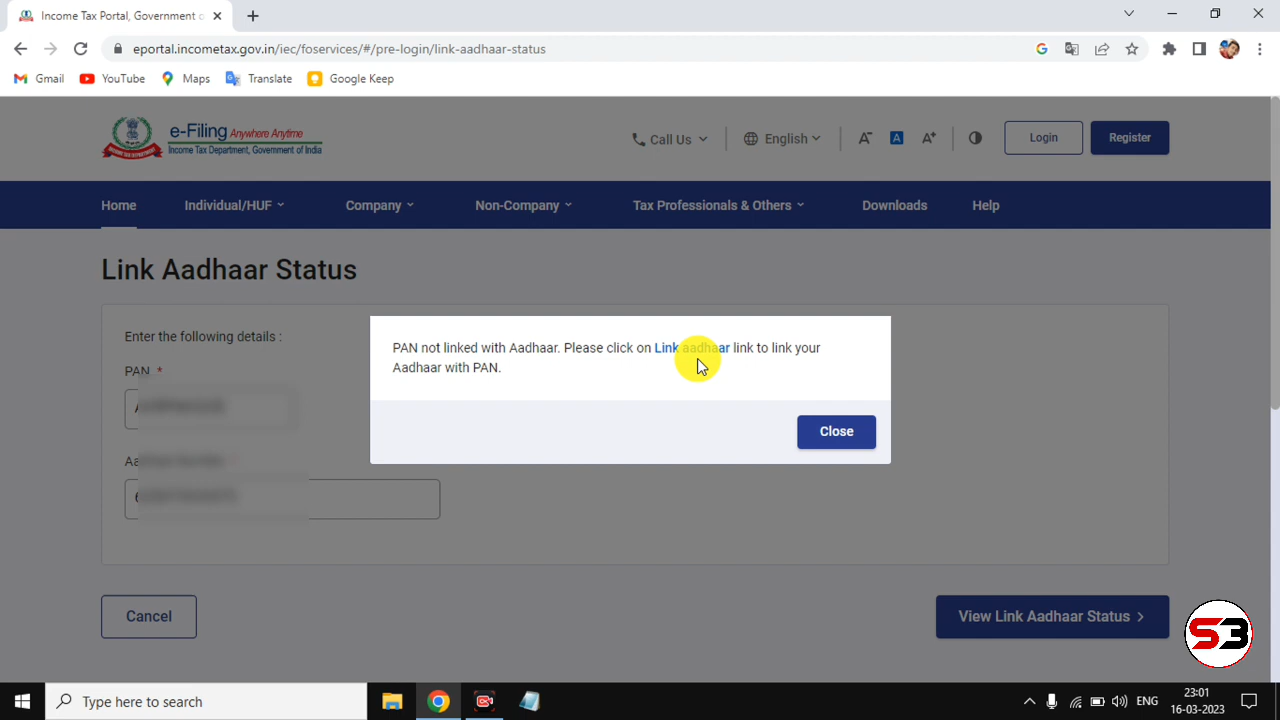 Income Tax Portal, Government o
eportal.incometax.gov.in/iec/foservices/#/pre-login/link-aadhaar-status
Gmail YouTube Maps Translate Google Keep
e-Filing Anywhere Anytime
Income Tax Department, Government of India
Call Us English A- A A+ Login Register
Home Individual/HUF Company Non-Company Tax Professionals & Others Downloads Help
Link Aadhaar Status
Enter the following details :
PAN *
PAN not linked with Aadhaar. Please click on Link aadhaar link to link your
Aadhaar with PAN.
Close
Cancel
View Link Aadhaar Status >
S3
Type here to search
ENG
23:01
16-03-2023